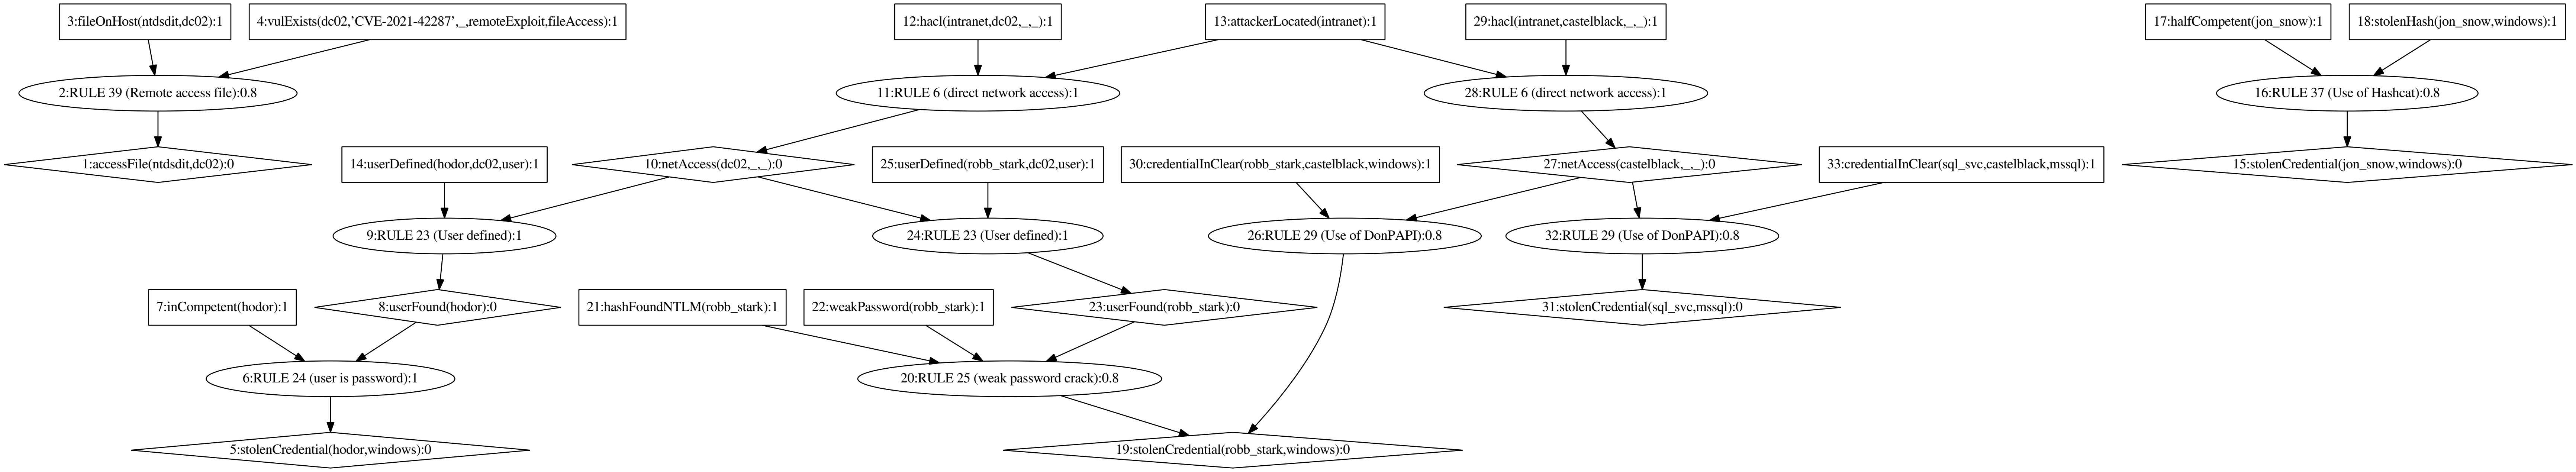 3:fileOnHost(ntdsdit,dc02):1
4:vulExists(dc02,'CVE-2021-42287',_,remoteExploit,fileAccess):1
12:hacl(intranet,dc02,_,_):1
13:attackerLocated(intranet):1
29:hacl(intranet,castelblack,_,_):1
17:halfCompetent(jon_snow):1
18:stolenHash(jon_snow,windows):1
2:RULE 39 (Remote access file):0.8
11:RULE 6 (direct network access):1
28:RULE 6 (direct network access):1
16:RULE 37 (Use of Hashcat):0.8
1:accessFile(ntdsdit,dc02):0
14:userDefined(hodor,dc02,user):1
10:netAccess(dc02,_,_):0
25:userDefined(robb_stark,dc02,user):1
30:credentialInClear(robb_stark,castelblack,windows):1
27:netAccess(castelblack,_,_):0
33:credentialInClear(sql_svc,castelblack,mssql):1
15:stolenCredential(jon_snow,windows):0
9:RULE 23 (User defined):1
24:RULE 23 (User defined):1
26:RULE 29 (Use of DonPAPI):0.8
32:RULE 29 (Use of DonPAPI):0.8
7:inCompetent(hodor):1
8:userFound(hodor):0
21:hashFoundNTLM(robb_stark):1
22:weakPassword(robb_stark):1
23:userFound(robb_stark):0
31:stolenCredential(sql_svc,mssql):0
6:RULE 24 (user is password):1
20:RULE 25 (weak password crack):0.8
5:stolenCredential(hodor,windows):0
19:stolenCredential(robb_stark,windows):0